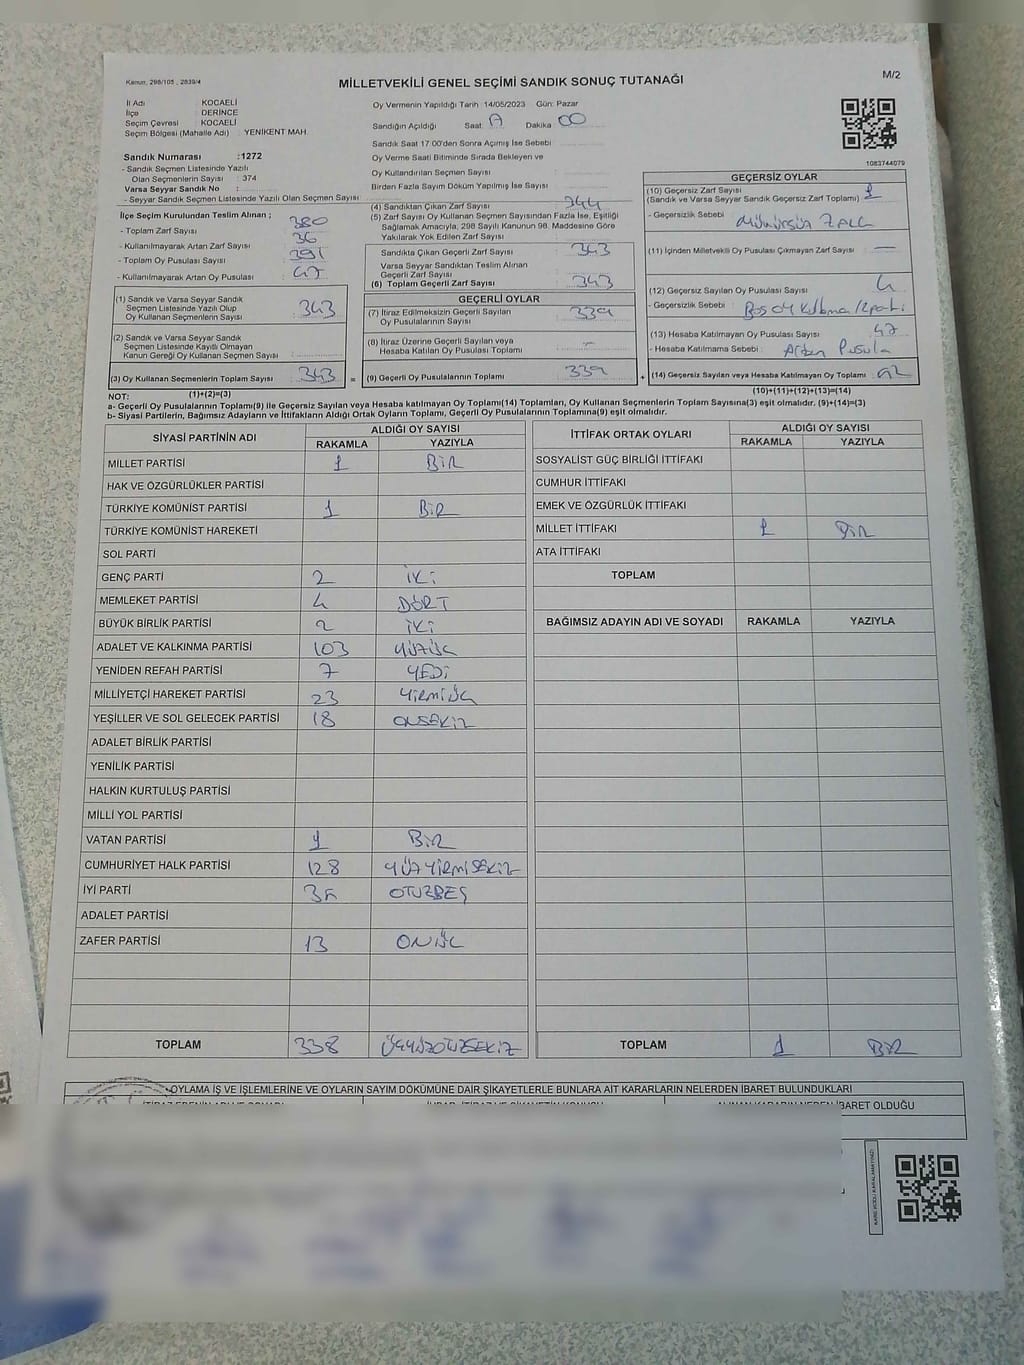 Kanun, 298/105 , 2839/4
MİLLETVEKİLİ GENEL SEÇİMİ SANDIK SONUÇ TUTANAĞI
M/2
İl Adı : KOCAELİ
İlçe : DERİNCE
Seçim Çevresi : KOCAELİ
Seçim Bölgesi (Mahalle Adı) : YENİKENT MAH.
Sandık Numarası :1272
- Sandık Seçmen Listesinde Yazılı
Olan Seçmenlerin Sayısı : 374
Varsa Seyyar Sandık No :
- Seyyar Sandık Seçmen Listesinde Yazılı Olan Seçmen Sayısı
İlçe Seçim Kurulundan Teslim Alınan ;
- Toplam Zarf Sayısı : 380
- Kullanılmayarak Artan Zarf Sayısı : 36
- Toplam Oy Pusulası Sayısı : 391
- Kullanılmayarak Artan Oy Pusulası : 47
(1) Sandık ve Varsa Seyyar Sandık
Seçmen Listesinde Yazılı Olup
Oy Kullanan Seçmenlerin Sayısı : 343
(2) Sandık ve Varsa Seyyar Sandık
Seçmen Listesinde Kayıtlı Olmayan
Kanun Gereği Oy Kullanan Seçmen Sayısı :
(3) Oy Kullanan Seçmenlerin Toplam Sayısı : 343
Oy Vermenin Yapıldığı Tarih 14/05/2023 Gün: Pazar
Sandığın Açıldığı Saat: Dakika 00
Sandık Saat 17:00'den Sonra Açılmış İse Sebebi :
Oy Verme Saati Bitiminde Sırada Bekleyen ve
Oy Kullandırılan Seçmen Sayısı :
Birden Fazla Sayım Döküm Yapılmış İse Sayısı :
(4) Sandıktan Çıkan Zarf Sayısı : 344
(5) Zarf Sayısı Oy Kullanan Seçmen Sayısından Fazla İse, Eşitliği
Sağlamak Amacıyla, 298 Sayılı Kanunun 98. Maddesine Göre
Yakılarak Yok Edilen Zarf Sayısı :
Sandıkta Çıkan Geçerli Zarf Sayısı : 343
Varsa Seyyar Sandıktan Teslim Alınan
Geçerli Zarf Sayısı :
(6) Toplam Geçerli Zarf Sayısı : 343
GEÇERLİ OYLAR
(7) İtiraz Edilmeksizin Geçerli Sayılan
Oy Pusulalarının Sayısı : 339
(8) İtiraz Üzerine Geçerli Sayılan veya
Hesaba Katılan Oy Pusulası Toplamı : -
= (9) Geçerli Oy Pusulalarının Toplamı : 339
1083744079
GEÇERSİZ OYLAR
(10) Geçersiz Zarf Sayısı
(Sandık ve Varsa Seyyar Sandık Geçersiz Zarf Toplamı) : 1
- Geçersizlik Sebebi : Mühürsüz
(11) İçinden Milletvekili Oy Pusulası Çıkmayan Zarf Sayısı : —
(12) Geçersiz Sayılan Oy Pusulası Sayısı : 4
- Geçersizlik Sebebi : Boş oy
(13) Hesaba Katılmayan Oy Pusulası Sayısı : 47
- Hesaba Katılmama Sebebi : Artan Pusula
+ (14) Geçersiz Sayılan veya Hesaba Katılmayan Oy Toplamı :
NOT: (1)+(2)=(3)
(10)+(11)+(12)+(13)=(14)
a- Geçerli Oy Pusulalarının Toplamı(9) ile Geçersiz Sayılan veya Hesaba katılmayan Oy Toplamı(14) Toplamları, Oy Kullanan Seçmenlerin Toplam Sayısına(3) eşit olmalıdır. (9)+(14)=(3)
b- Siyasi Partilerin, Bağımsız Adayların ve İttifakların Aldığı Ortak Oyların Toplamı, Geçerli Oy Pusulalarının Toplamına(9) eşit olmalıdır.
SİYASİ PARTİNİN ADI
ALDIĞI OY SAYISI
RAKAMLA YAZIYLA
MİLLET PARTİSİ 1 BİR
HAK VE ÖZGÜRLÜKLER PARTİSİ
TÜRKİYE KOMÜNİST PARTİSİ 1 BİR
TÜRKİYE KOMÜNİST HAREKETİ
SOL PARTİ
GENÇ PARTİ 2 İKİ
MEMLEKET PARTİSİ 4 DÖRT
BÜYÜK BİRLİK PARTİSİ 2 İKİ
ADALET VE KALKINMA PARTİSİ 103 YÜZÜÇ
YENİDEN REFAH PARTİSİ 7 YEDİ
MİLLİYETÇİ HAREKET PARTİSİ 23 YİRMİÜÇ
YEŞİLLER VE SOL GELECEK PARTİSİ 18 ONSEKİZ
ADALET BİRLİK PARTİSİ
YENİLİK PARTİSİ
HALKIN KURTULUŞ PARTİSİ
MİLLİ YOL PARTİSİ
VATAN PARTİSİ 1 BİR
CUMHURİYET HALK PARTİSİ 128 YÜZYİRMİSEKİZ
İYİ PARTİ 35 OTUZBEŞ
ADALET PARTİSİ
ZAFER PARTİSİ 13 ONÜÇ
TOPLAM 338 ÜÇYÜZOTUZSEKİZ
İTTİFAK ORTAK OYLARI
ALDIĞI OY SAYISI
RAKAMLA YAZIYLA
SOSYALİST GÜÇ BİRLİĞİ İTTİFAKI
CUMHUR İTTİFAKI
EMEK VE ÖZGÜRLÜK İTTİFAKI
MİLLET İTTİFAKI 1 BİR
ATA İTTİFAKI
TOPLAM
BAĞIMSIZ ADAYIN ADI VE SOYADI RAKAMLA YAZIYLA
TOPLAM 1 BİR
OYLAMA İŞ VE İŞLEMLERİNE VE OYLARIN SAYIM DÖKÜMÜNE DAİR ŞİKAYETLERLE BUNLARA AİT KARARLARIN NELERDEN İBARET BULUNDUKLARI
ALINAN KARARIN NEDEN İBARET OLDUĞU